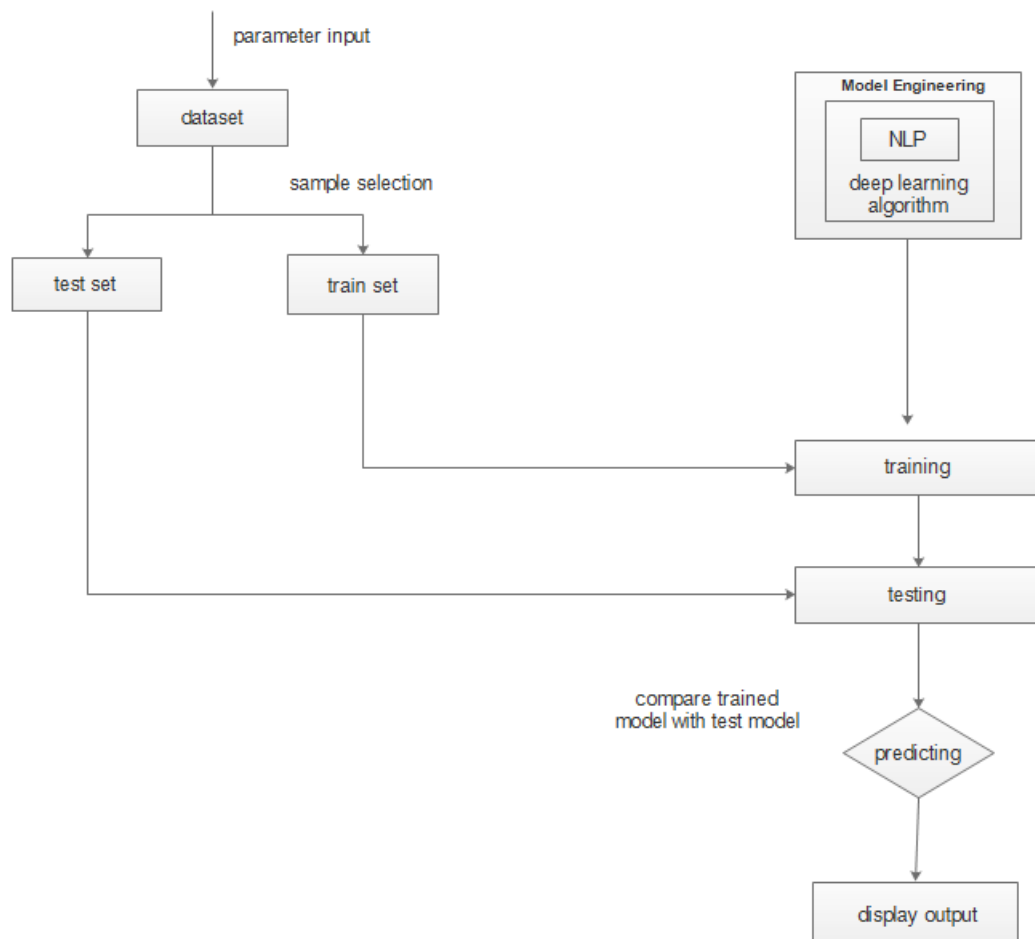 parameter input
dataset
sample selection
test set
train set
Model Engineering
NLP
deep learning
algorithm
training
testing
compare trained
model with test model
predicting
display output